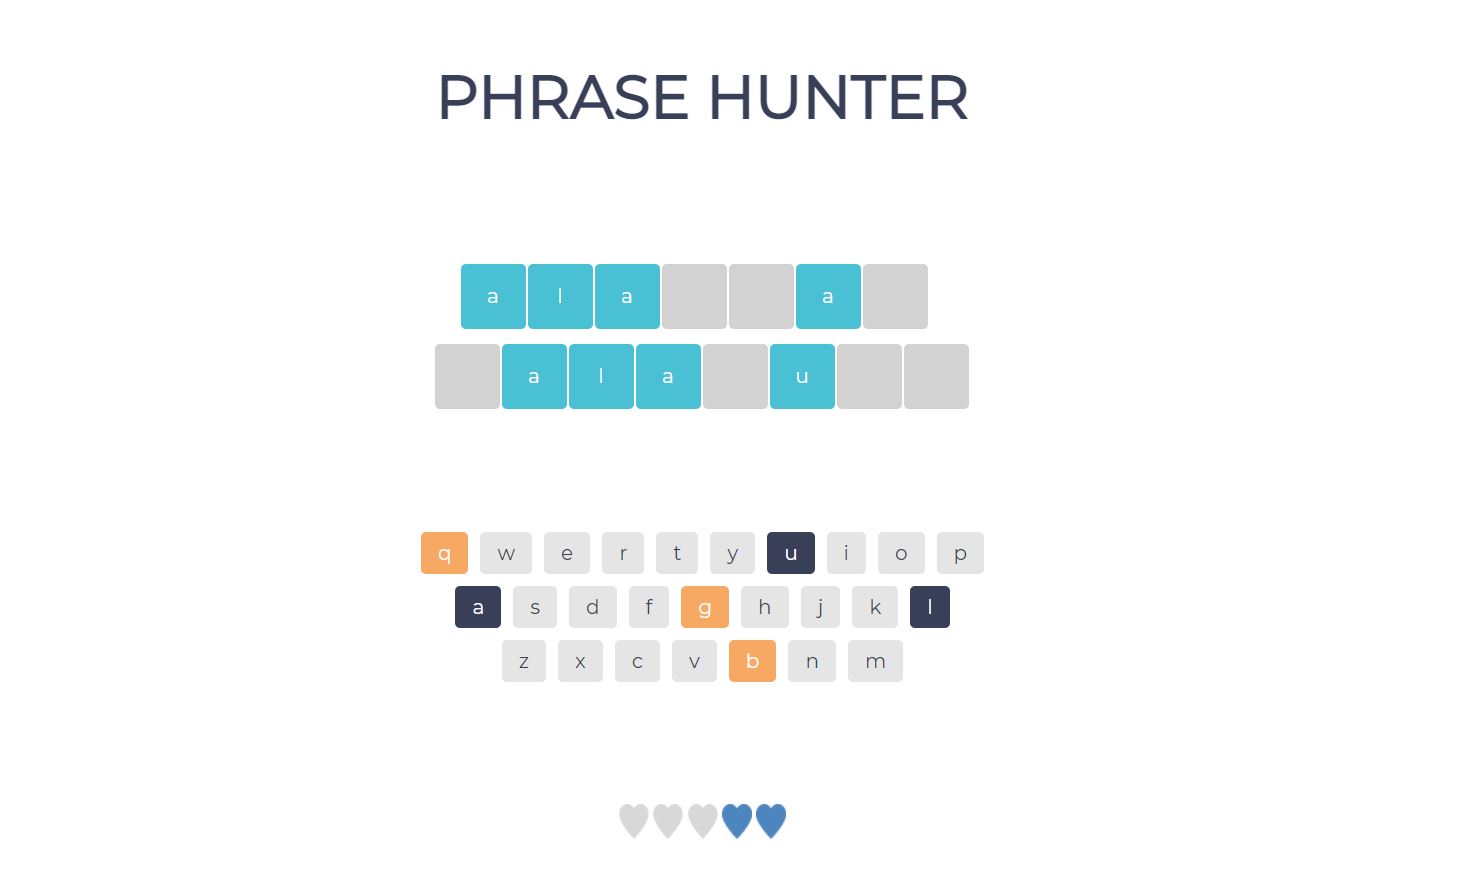 PHRASE HUNTER
a l a a
a l a u
q w e r t y u i o p
a s d f g h j k l
z x c v b n m